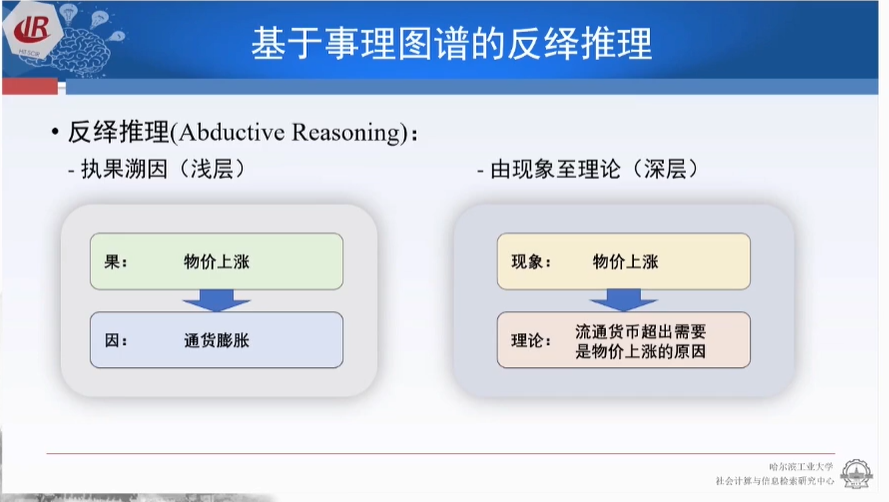 基于事理图谱的反绎推理
HIT SCIR
• 反绎推理(Abductive Reasoning)：
- 执果溯因（浅层）
- 由现象至理论（深层）
果： 物价上涨
因： 通货膨胀
现象： 物价上涨
理论： 流通货币超出需要
是物价上涨的原因
哈尔滨工业大学
社会计算与信息检索研究中心